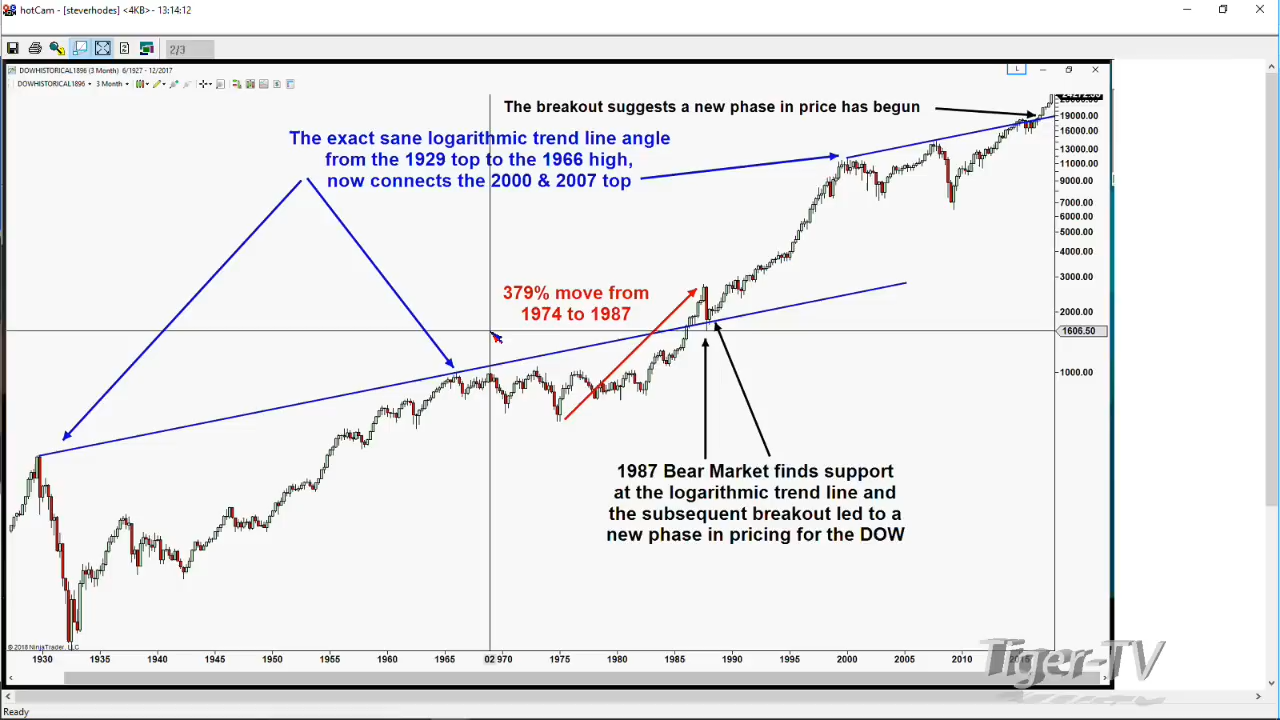 hotCam - [steverhodes] <4KB> - 13:14:12
2/3
DOWHISTORICAL1896 (3 Month) 6/1927 - 12/2017
L
DOWHISTORICAL1896
3 Month
The breakout suggests a new phase in price has begun
The exact sane logarithmic trend line angle
from the 1929 top to the 1966 high,
now connects the 2000 & 2007 top
379% move from
1974 to 1987
1987 Bear Market finds support
at the logarithmic trend line and
the subsequent breakout led to a
new phase in pricing for the DOW
19000.00
16000.00
13000.00
11000.00
9000.00
7000.00
6000.00
5000.00
4000.00
3000.00
2000.00
1606.50
1000.00
© 2018 NinjaTrader, LLC
1930 1935 1940 1945 1950 1955 1960 1965 02 970 1975 1980 1985 1990 1995 2000 2005 2010 2015
Tiger-TV
Ready